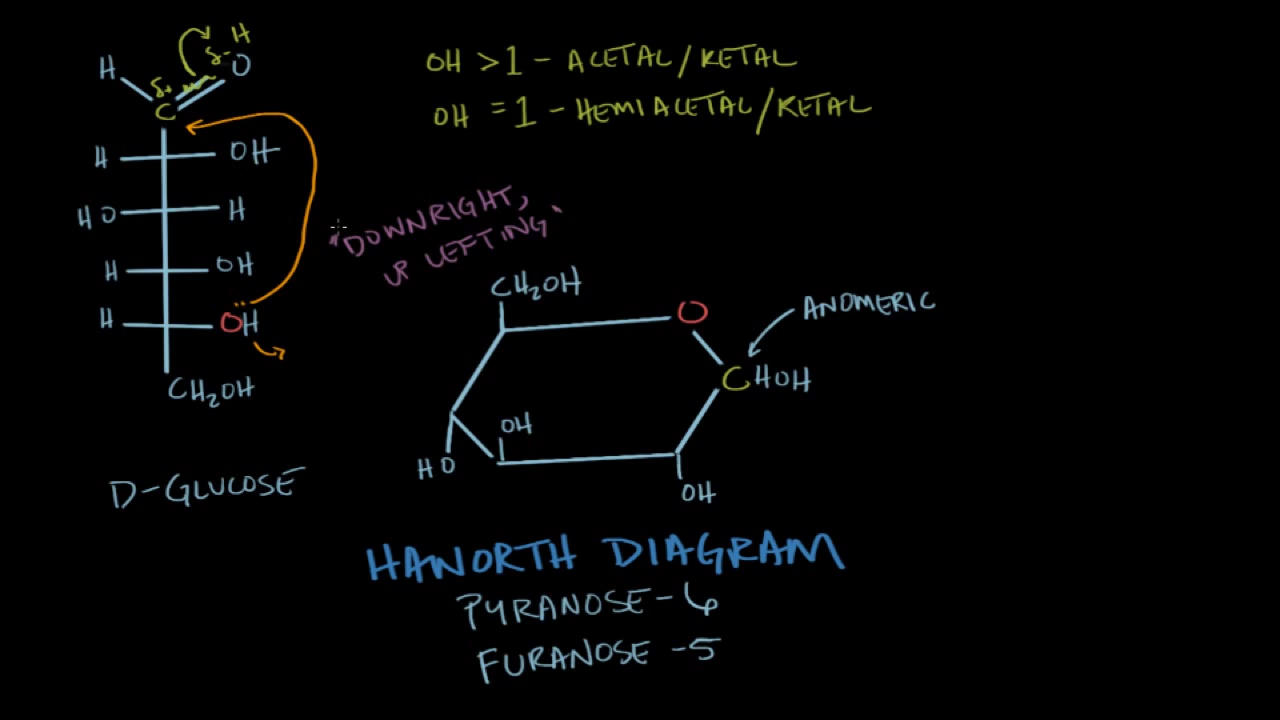 H
δ-
H
O
δ+
C
H OH
HO H
H OH
H OH
CH₂OH
D-GLUCOSE
OH > 1 - ACETAL/KETAL
OH = 1 - HEMIACETAL/KETAL
"DOWNRIGHT,
UP LEFTING"
CH₂OH
O
ANOMERIC
CHOH
OH
HO
OH
HAWORTH DIAGRAM
PYRANOSE - 6
FURANOSE - 5